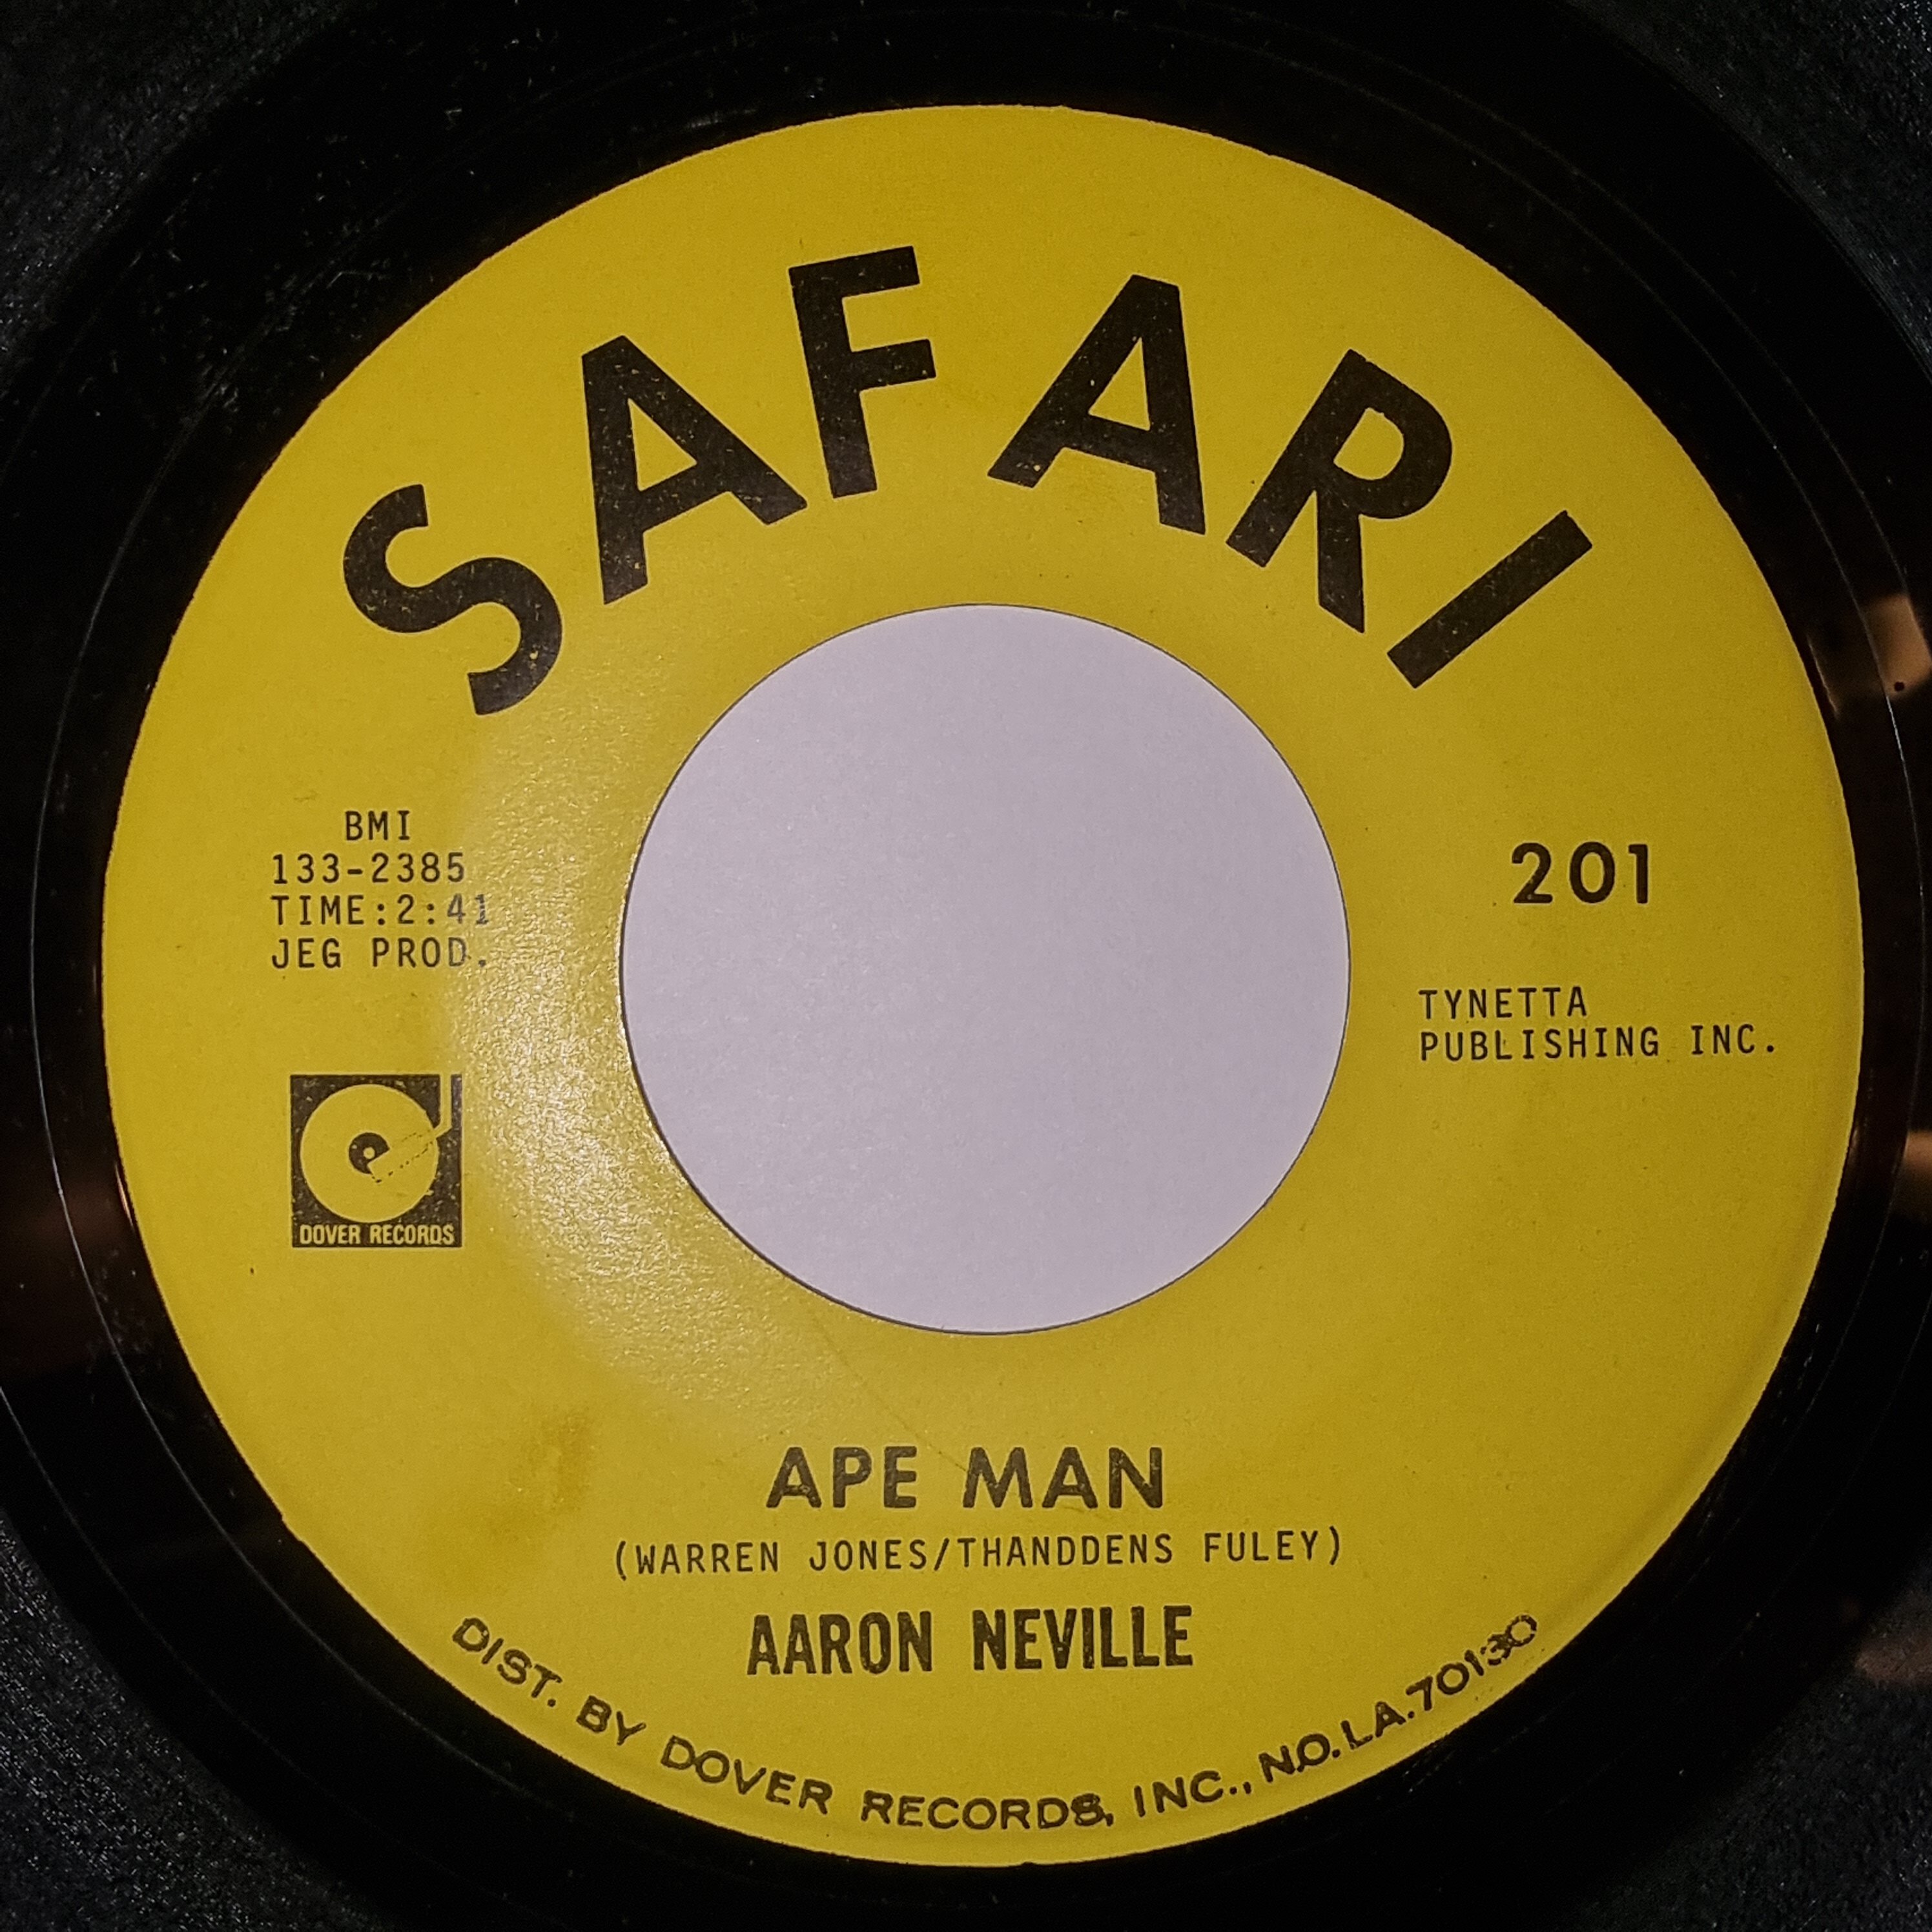 SAFARI
BMI
133-2385
TIME:2:41
JEG PROD.
201
TYNETTA
PUBLISHING INC.
DOVER RECORDS
APE MAN
(WARREN JONES/THANDDENS FULEY)
AARON NEVILLE
DIST. BY DOVER RECORDS, INC., N.O. LA. 70130